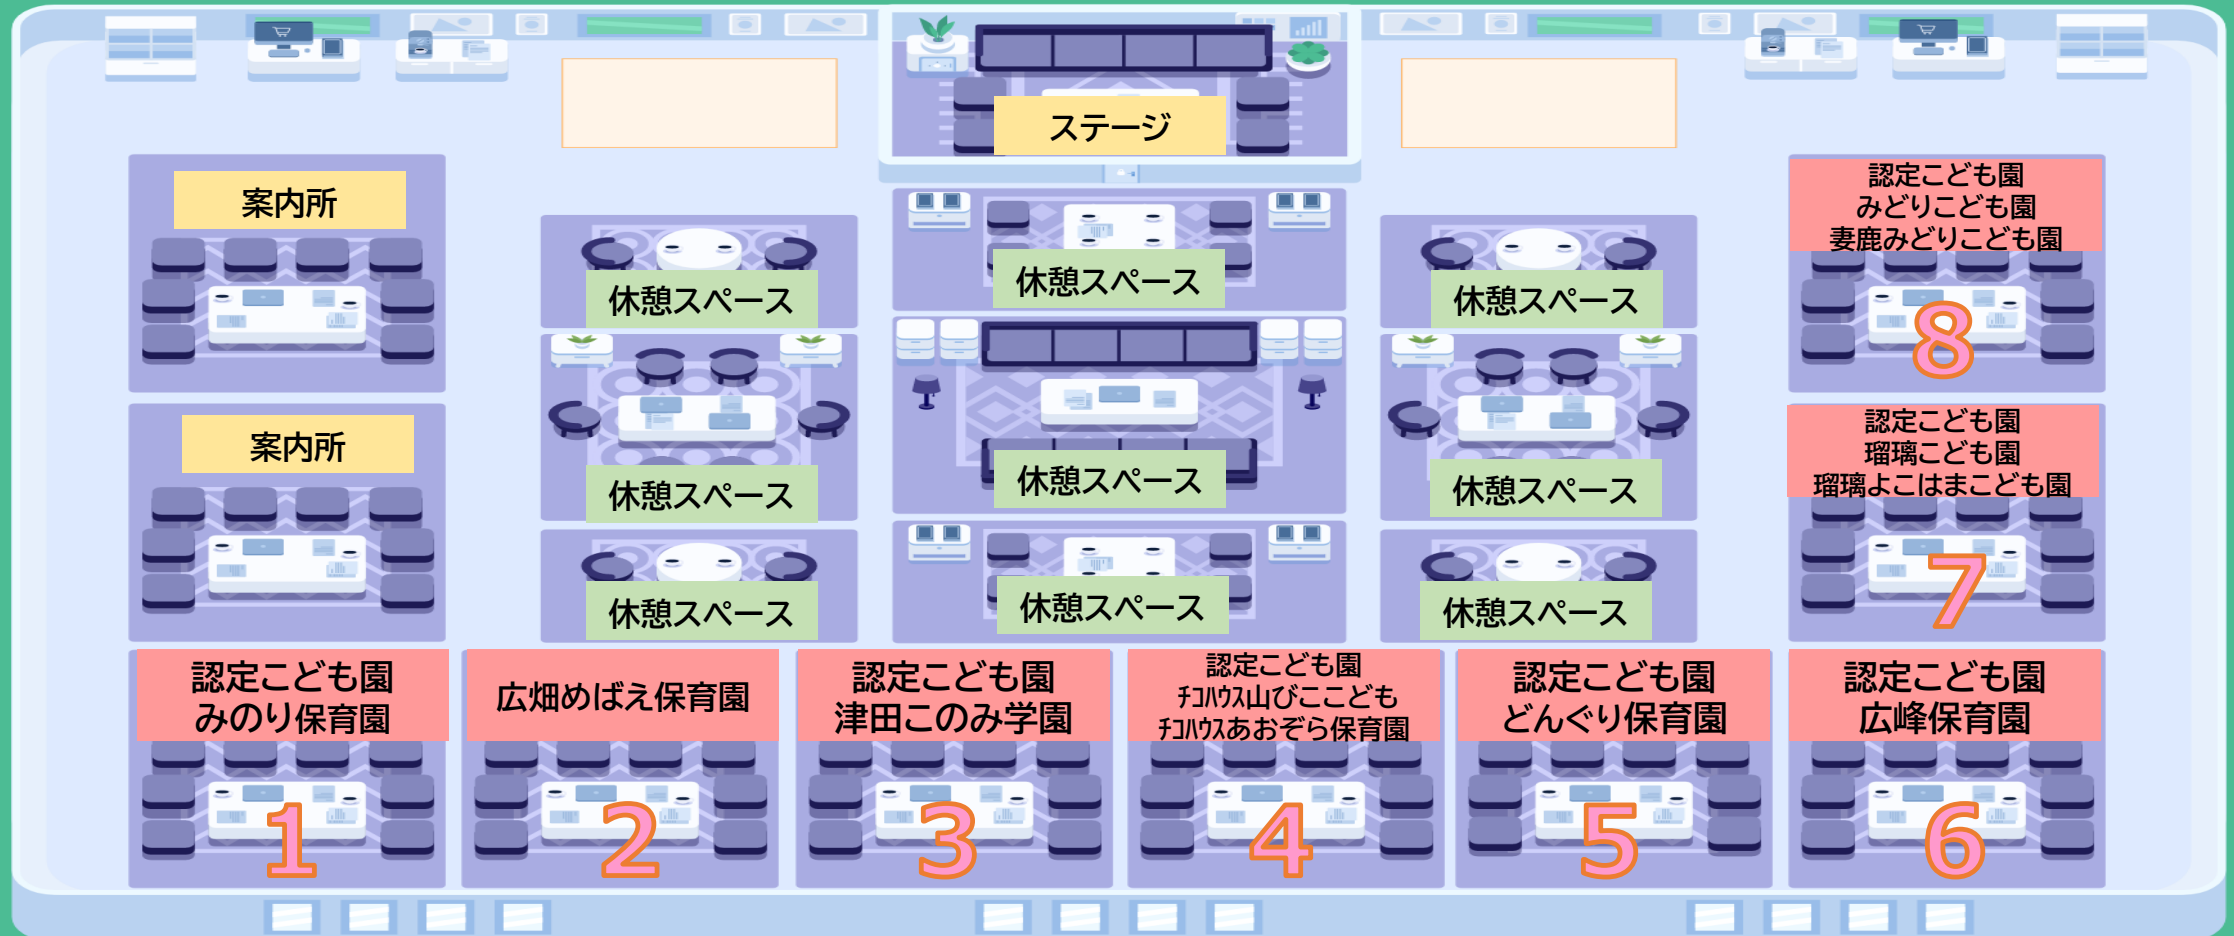 ステージ
案内所
案内所
休憩スペース
休憩スペース
休憩スペース
休憩スペース
休憩スペース
休憩スペース
休憩スペース
休憩スペース
休憩スペース
認定こども園
みどりこども園
妻鹿みどりこども園
8
認定こども園
瑠璃こども園
瑠璃よこはまこども園
7
認定こども園
みのり保育園
1
広畑めばえ保育園
2
認定こども園
津田このみ学園
3
認定こども園
ﾁｺﾊｳｽ山びここども
ﾁｺﾊｳｽあおぞら保育園
4
認定こども園
どんぐり保育園
5
認定こども園
広峰保育園
6